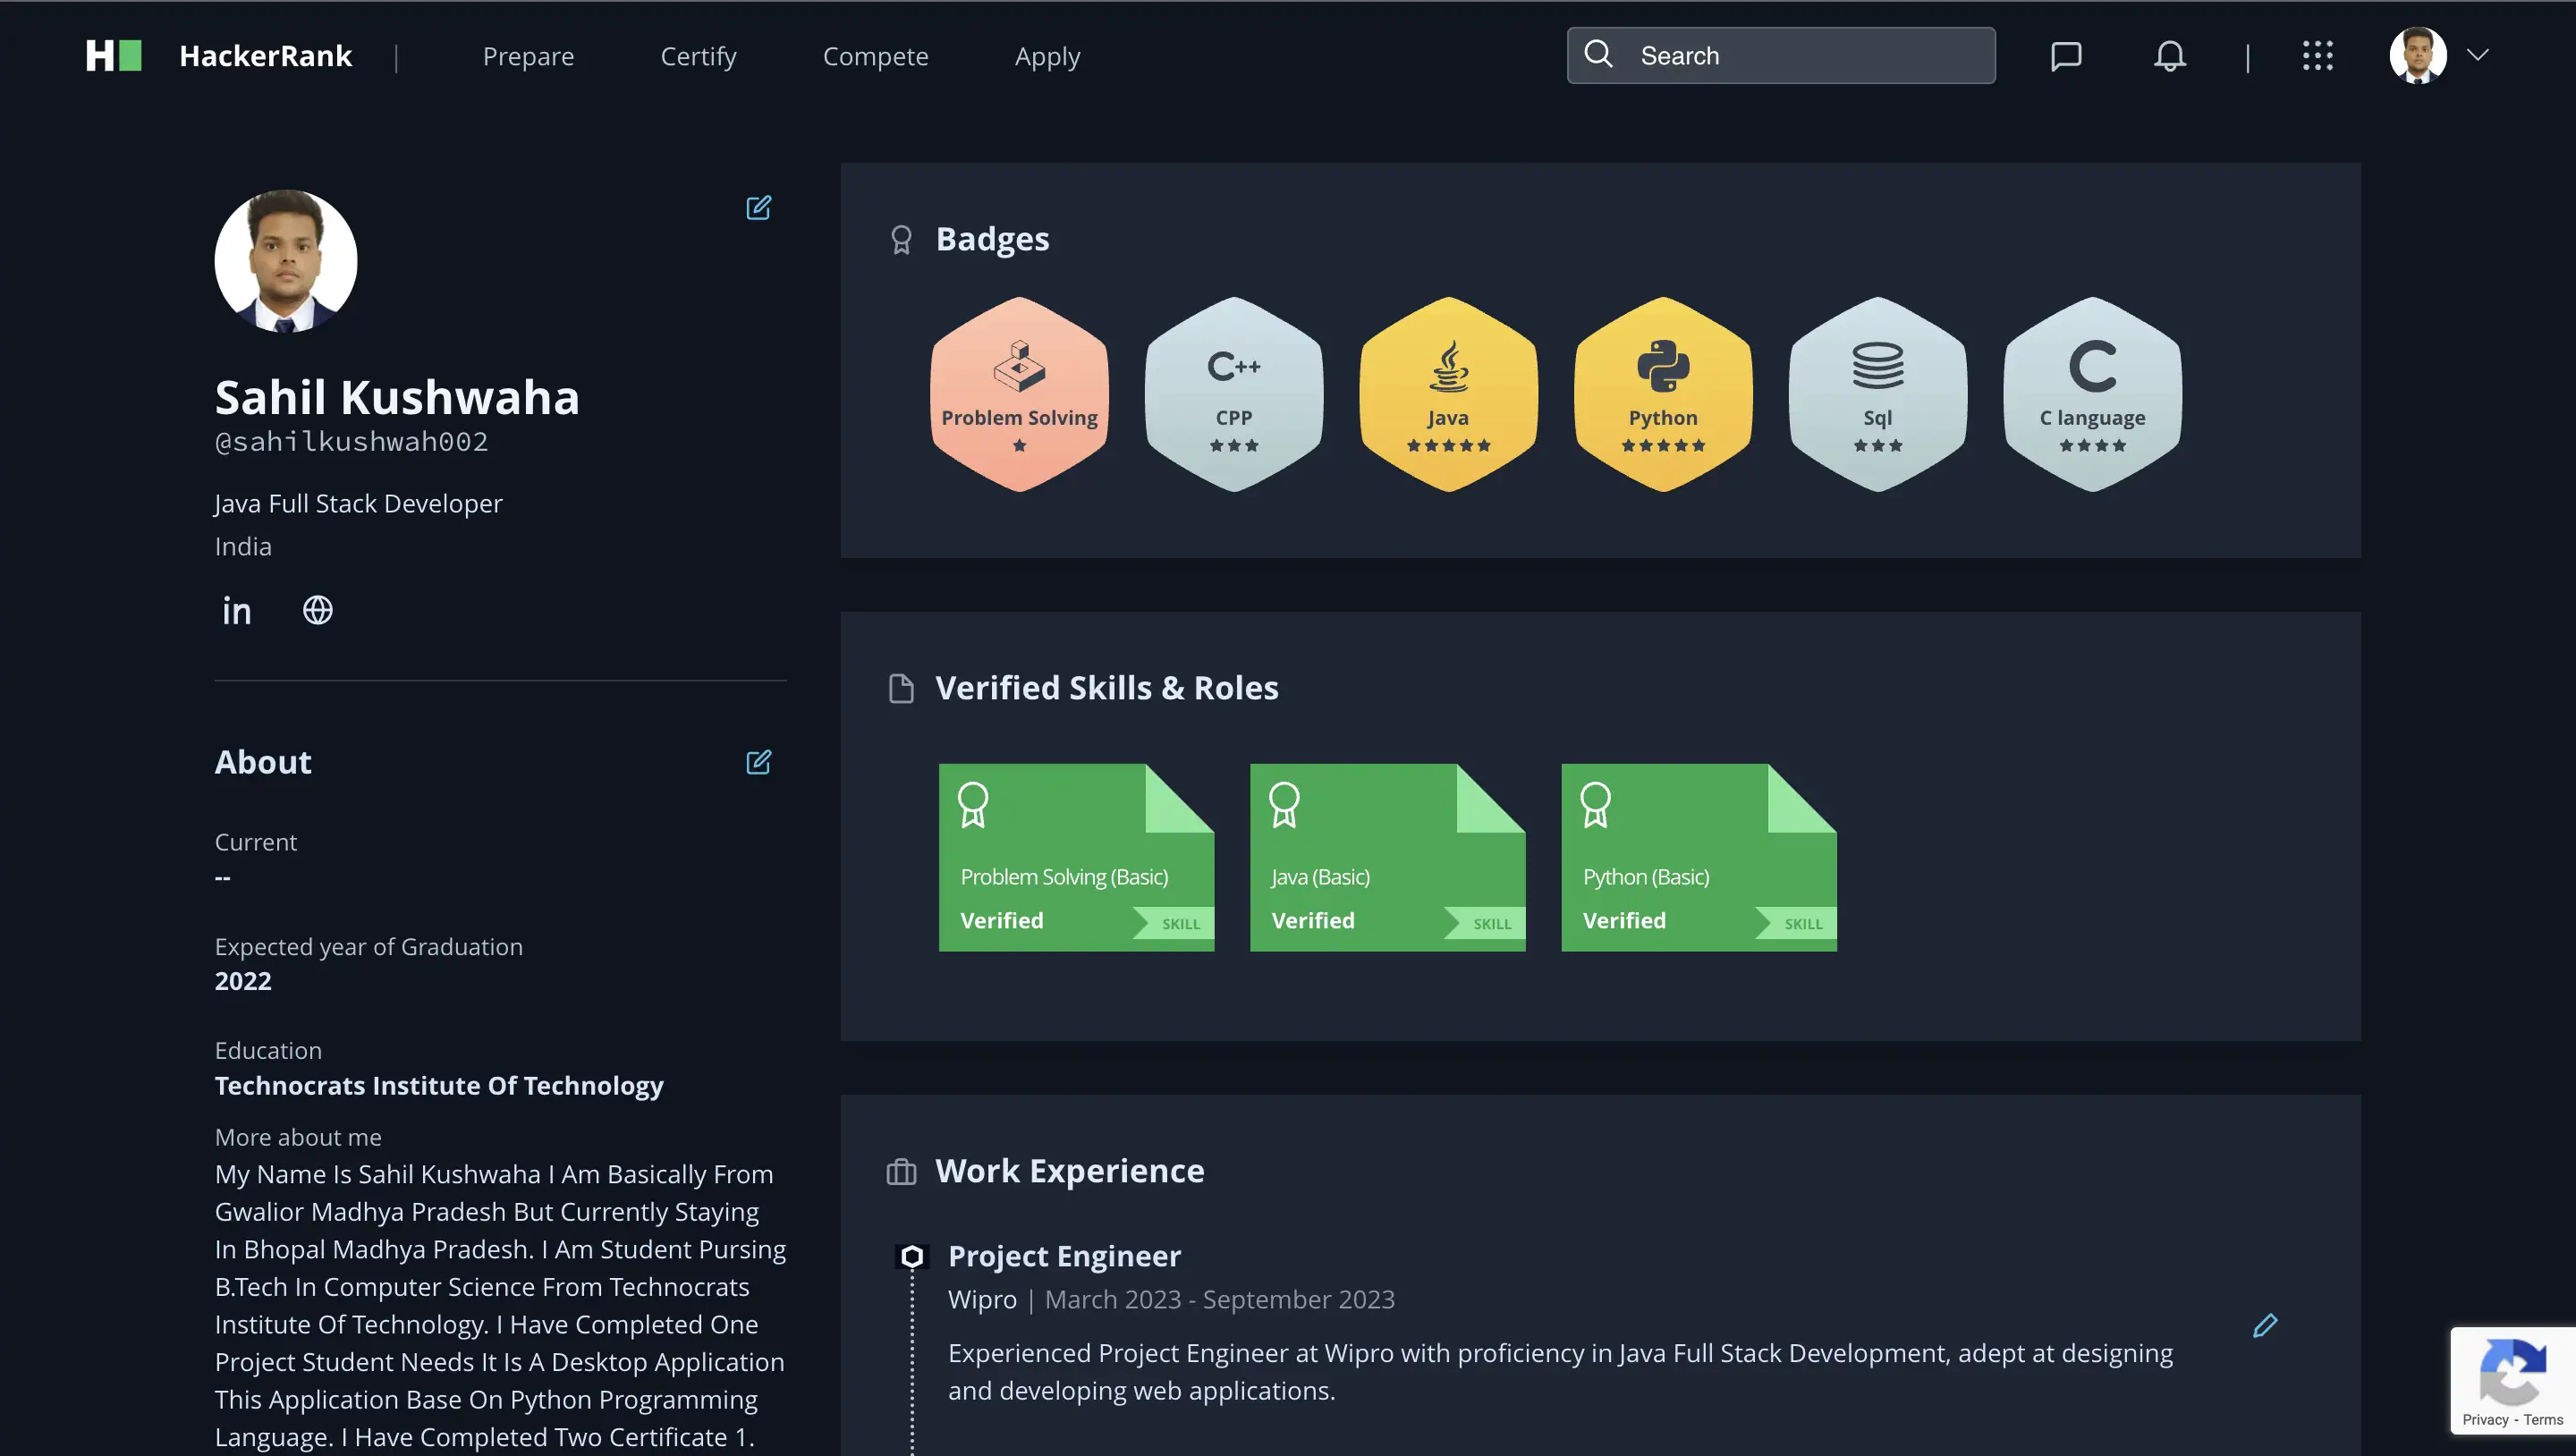 H HackerRank | Prepare Certify Compete Apply Search |
Sahil Kushwaha
@sahilkushwah002
Java Full Stack Developer
India
in
About
Current
--
Expected year of Graduation
2022
Education
Technocrats Institute Of Technology
More about me
My Name Is Sahil Kushwaha I Am Basically From
Gwalior Madhya Pradesh But Currently Staying
In Bhopal Madhya Pradesh. I Am Student Pursing
B.Tech In Computer Science From Technocrats
Institute Of Technology. I Have Completed One
Project Student Needs It Is A Desktop Application
This Application Base On Python Programming
Language. I Have Completed Two Certificate 1.
Badges
Problem Solving
C++
CPP
Java
Python
Sql
C
C language
Verified Skills & Roles
Problem Solving (Basic)
Verified SKILL
Java (Basic)
Verified SKILL
Python (Basic)
Verified SKILL
Work Experience
Project Engineer
Wipro | March 2023 - September 2023
Experienced Project Engineer at Wipro with proficiency in Java Full Stack Development, adept at designing
and developing web applications.
Privacy - Terms